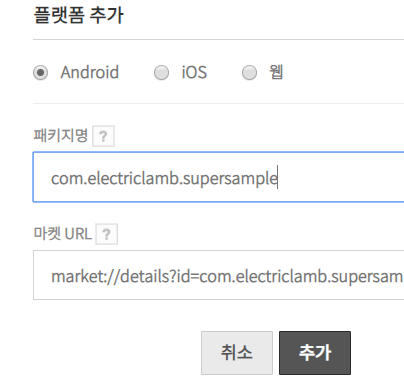 플랫폼 추가
Android iOS 웹
패키지명 ?
com.electriclamb.supersample
마켓 URL ?
market://details?id=com.electriclamb.supersam
취소 추가